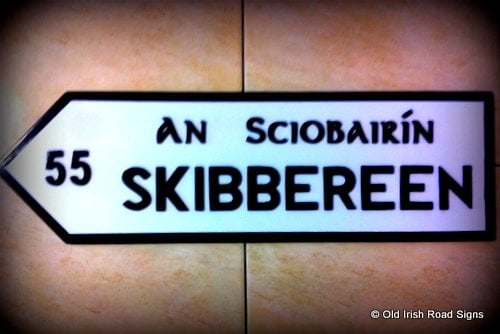 An Sciobairín
55
SKIBBEREEN
© Old Irish Road Signs